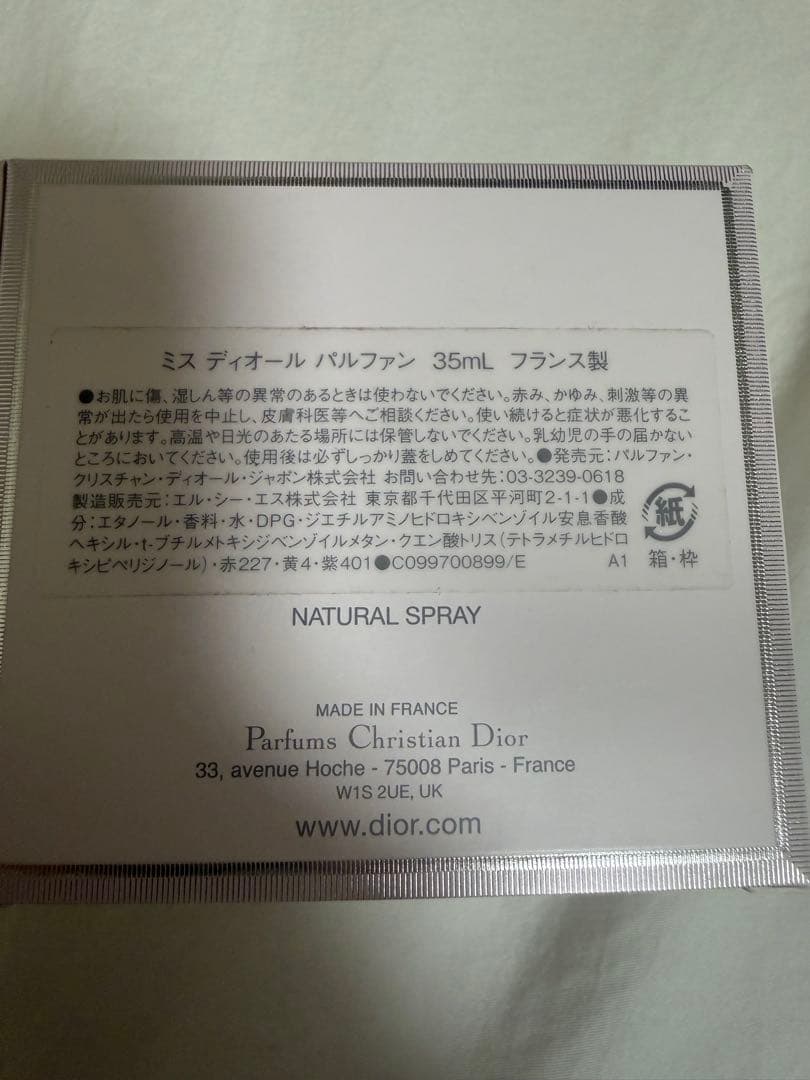 ミス ディオール パルファン 35mL フランス製
●お肌に傷、湿しん等の異常のあるときは使わないでください。赤み、かゆみ、刺激等の異
常が出たら使用を中止し、皮膚科医等へご相談ください。使い続けると症状が悪化するこ
とがあります。高温や日光のあたる場所には保管しないでください。乳幼児の手の届かない
ところにおいてください。使用後は必ずしっかり蓋をしめてください。●発売元:パルファン・
クリスチャン・ディオール・ジャポン株式会社 お問い合わせ先:03-3239-0618
製造販売元:エル・シー・エス株式会社 東京都千代田区平河町2-1-1●成
分:エタノール・香料・水・DPG・ジエチルアミノヒドロキシベンゾイル安息香酸
ヘキシル・t-ブチルメトキシジベンゾイルメタン・クエン酸トリス(テトラメチルヒドロ
キシピペリジノール)・赤227・黄4・紫401●C099700899/E A1
紙
箱・枠
NATURAL SPRAY
MADE IN FRANCE
Parfums Christian Dior
33, avenue Hoche - 75008 Paris - France
W1S 2UE, UK
www.dior.com